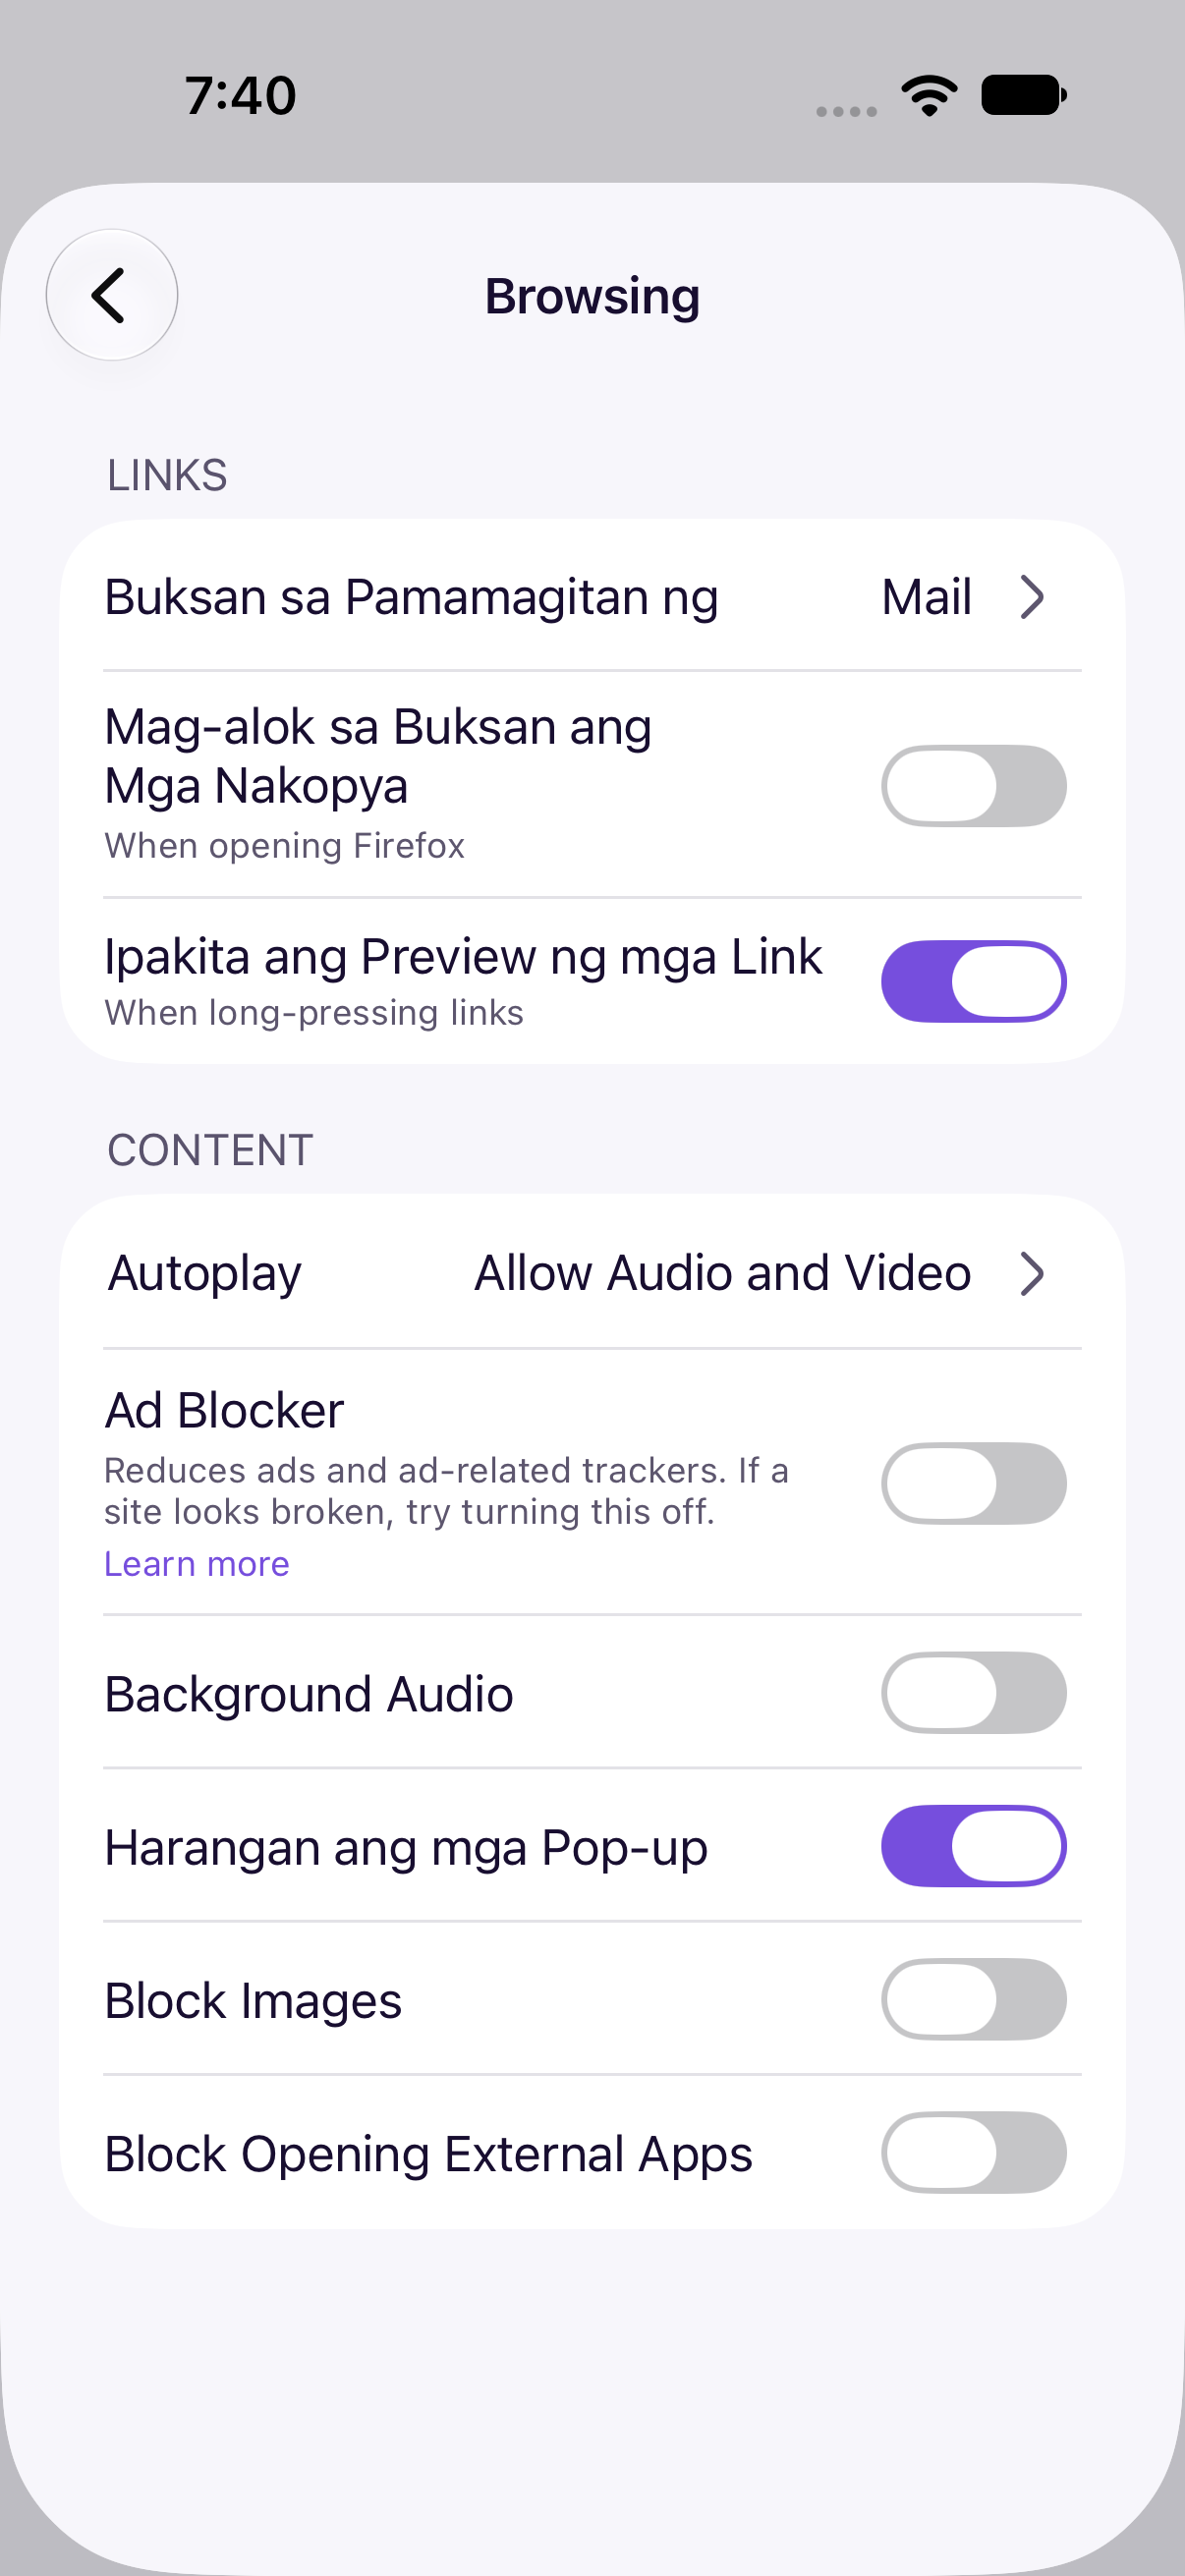 7:40
Browsing
LINKS
Buksan sa Pamamagitan ng Mail
Mag-alok sa Buksan ang
Mga Nakopya
When opening Firefox
Ipakita ang Preview ng mga Link
When long-pressing links
CONTENT
Autoplay Allow Audio and Video
Ad Blocker
Reduces ads and ad-related trackers. If a
site looks broken, try turning this off.
Learn more
Background Audio
Harangan ang mga Pop-up
Block Images
Block Opening External Apps